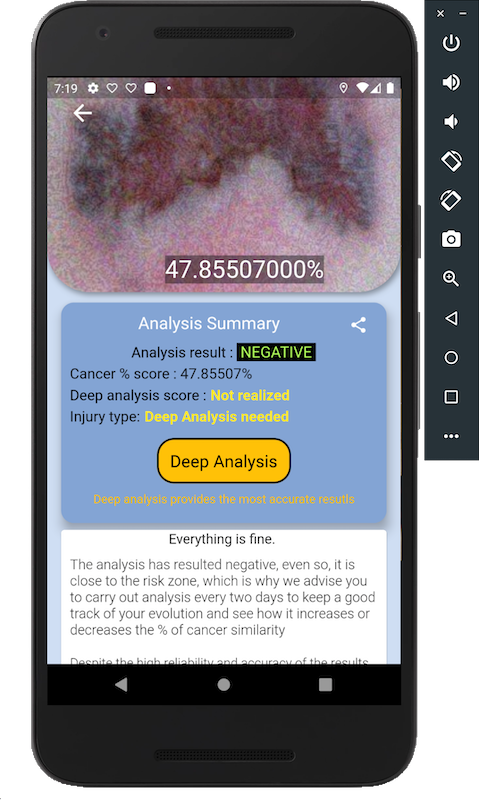 7:19
47.85507000%
Analysis Summary
Analysis result : NEGATIVE
Cancer % score : 47.85507%
Deep analysis score : Not realized
Injury type: Deep Analysis needed
Deep Analysis
Deep analysis provides the most accurate resutls
Everything is fine.
The analysis has resulted negative, even so, it is
close to the risk zone, which is why we advise you
to carry out analysis every two days to keep a good
track of your evolution and see how it increases or
decreases the % of cancer similarity
Despite the high reliability and accuracy of the results